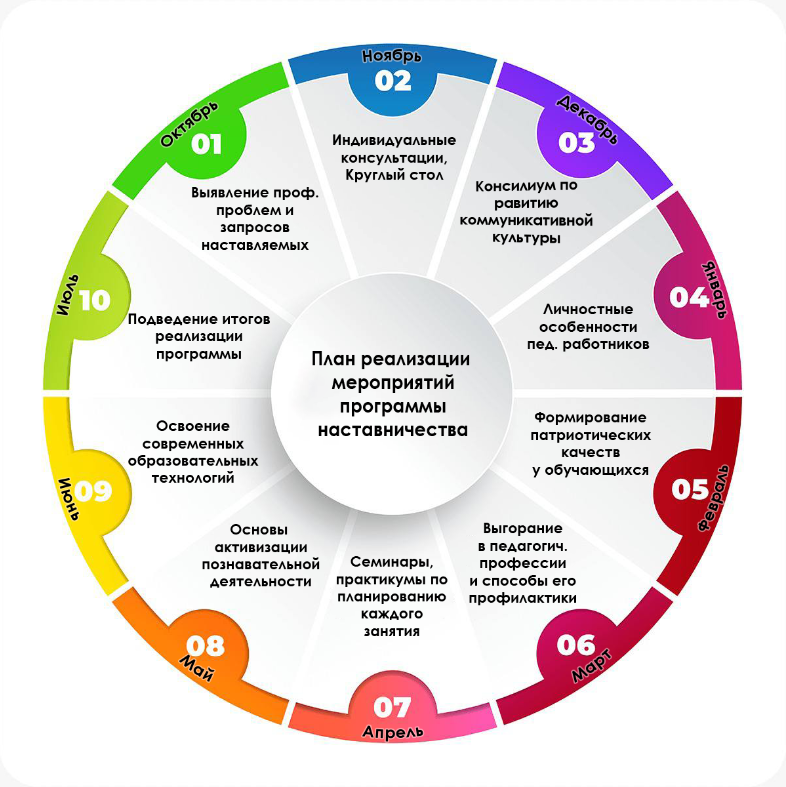 План реализации
мероприятий
программы
наставничества
Октябрь
01
Выявление проф.
проблем и
запросов
наставляемых
Ноябрь
02
Индивидуальные
консультации,
Круглый стол
Декабрь
03
Консилиум по
равитию
коммуникативной
культуры
Январь
04
Личностные
особенности
пед. работников
Февраль
05
Формирование
патриотических
качеств
у обучающихся
Март
06
Выгорание
в педагогич.
профессии
и способы его
профилактики
Апрель
07
Семинары,
практикумы по
планированию
каждого
занятия
Май
08
Основы
активизации
познавательной
деятельности
Июнь
09
Освоение
современных
образовательных
технологий
Июль
10
Подведение итогов
реализации
программы